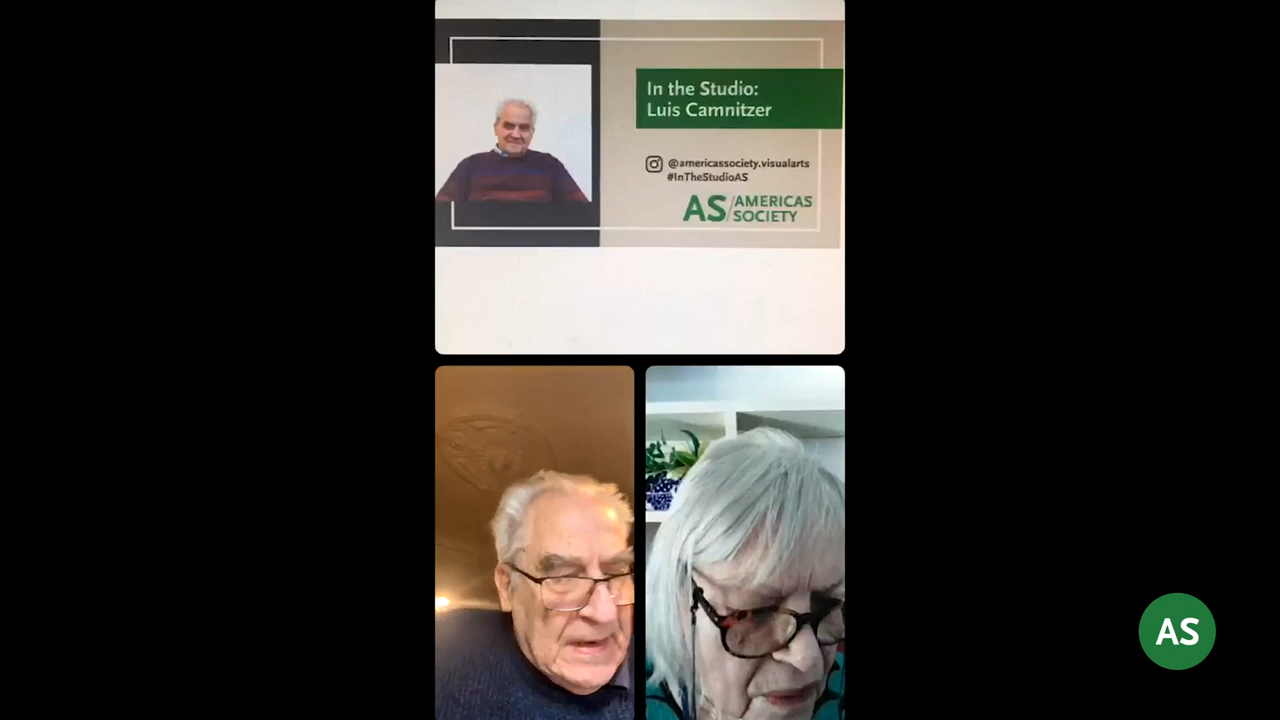 In the Studio:
Luis Camnitzer
@americassociety.visualarts
#InTheStudioAS
AS/AMERICAS
SOCIETY
AS